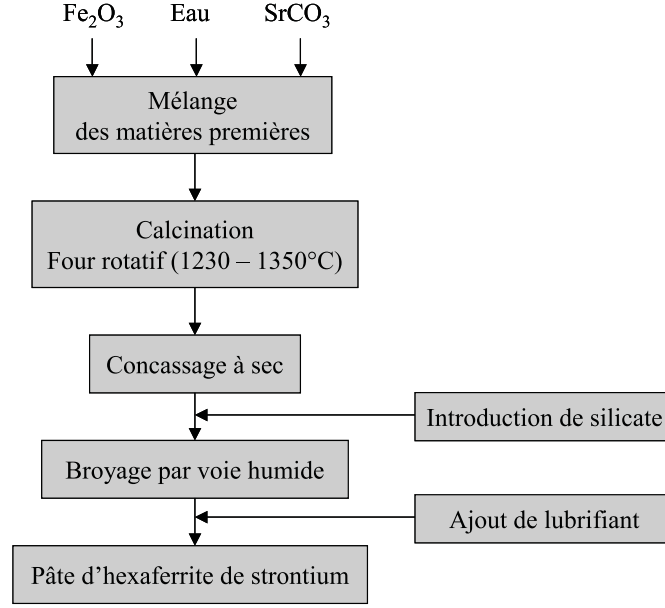 Fe₂O₃ Eau SrCO₃
Mélange
des matières premières
Calcination
Four rotatif (1230 – 1350°C)
Concassage à sec
Introduction de silicate
Broyage par voie humide
Ajout de lubrifiant
Pâte d’hexaferrite de strontium